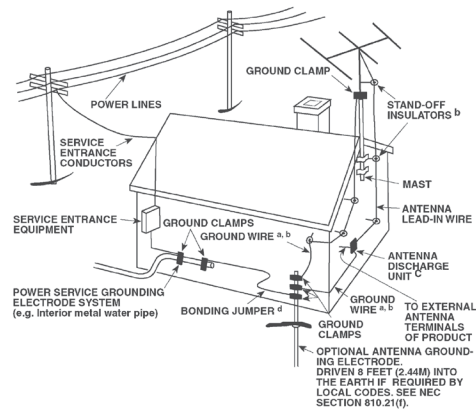 GROUND CLAMP
POWER LINES
STAND-OFF
INSULATORS b
SERVICE
ENTRANCE
CONDUCTORS
MAST
ANTENNA
LEAD-IN WIRE
SERVICE ENTRANCE
EQUIPMENT
GROUND CLAMPS
GROUND WIRE a, b
ANTENNA
DISCHARGE
UNIT C
POWER SERVICE GROUNDING
ELECTRODE SYSTEM
(e.g. Interior metal water pipe)
BONDING JUMPER d
GROUND
WIRE a, b
TO EXTERNAL
ANTENNA
TERMINALS
OF PRODUCT
GROUND
CLAMPS
OPTIONAL ANTENNA GROUND-
ING ELECTRODE.
DRIVEN 8 FEET (2.44M) INTO
THE EARTH IF REQUIRED BY
LOCAL CODES. SEE NEC
SECTION 810.21(f).